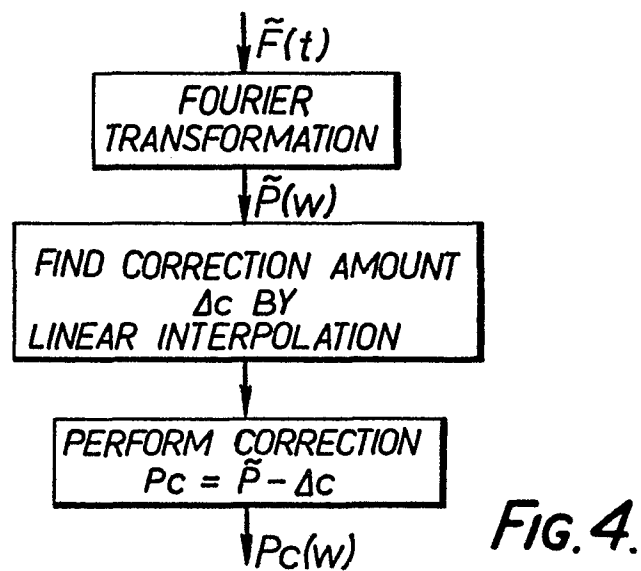 F̃(t)
FOURIER
TRANSFORMATION
P̃(w)
FIND CORRECTION AMOUNT
Δc BY
LINEAR INTERPOLATION
PERFORM CORRECTION
Pc = P̃ - Δc
Pc(w)
FIG. 4.